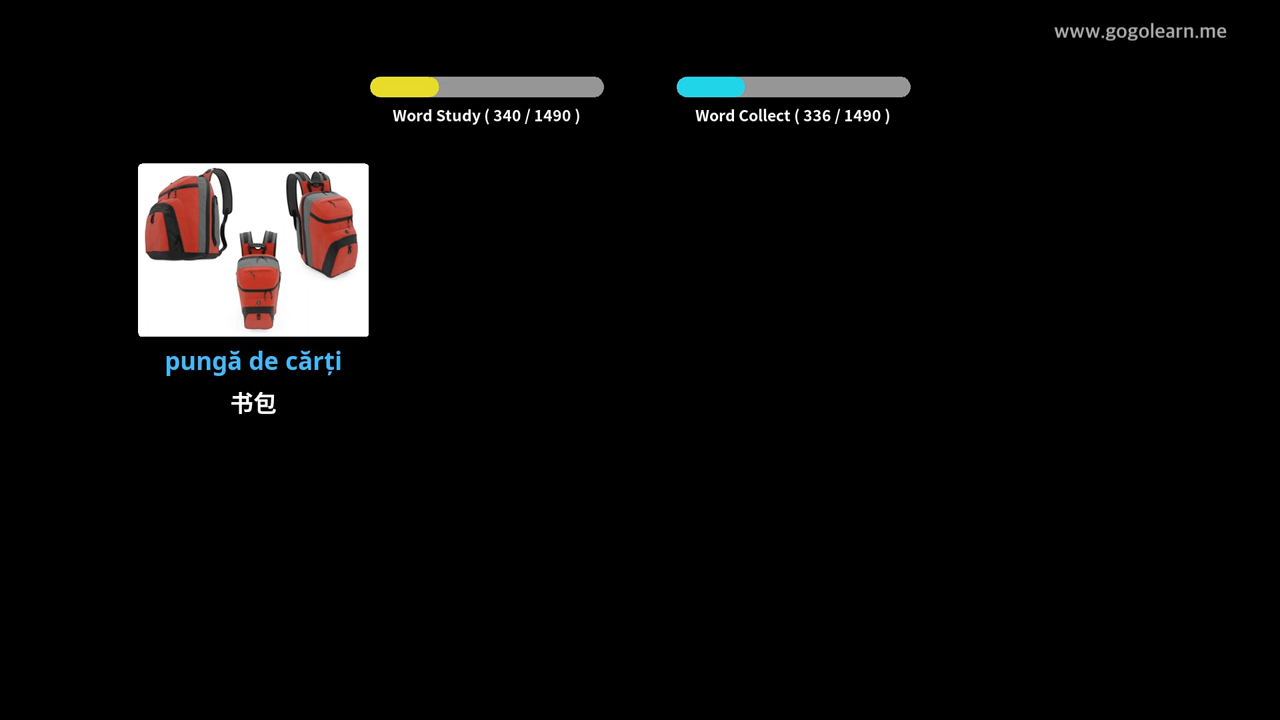 www.gogolearn.me
Word Study ( 340 / 1490 )
Word Collect ( 336 / 1490 )
pungă de cărți
书包